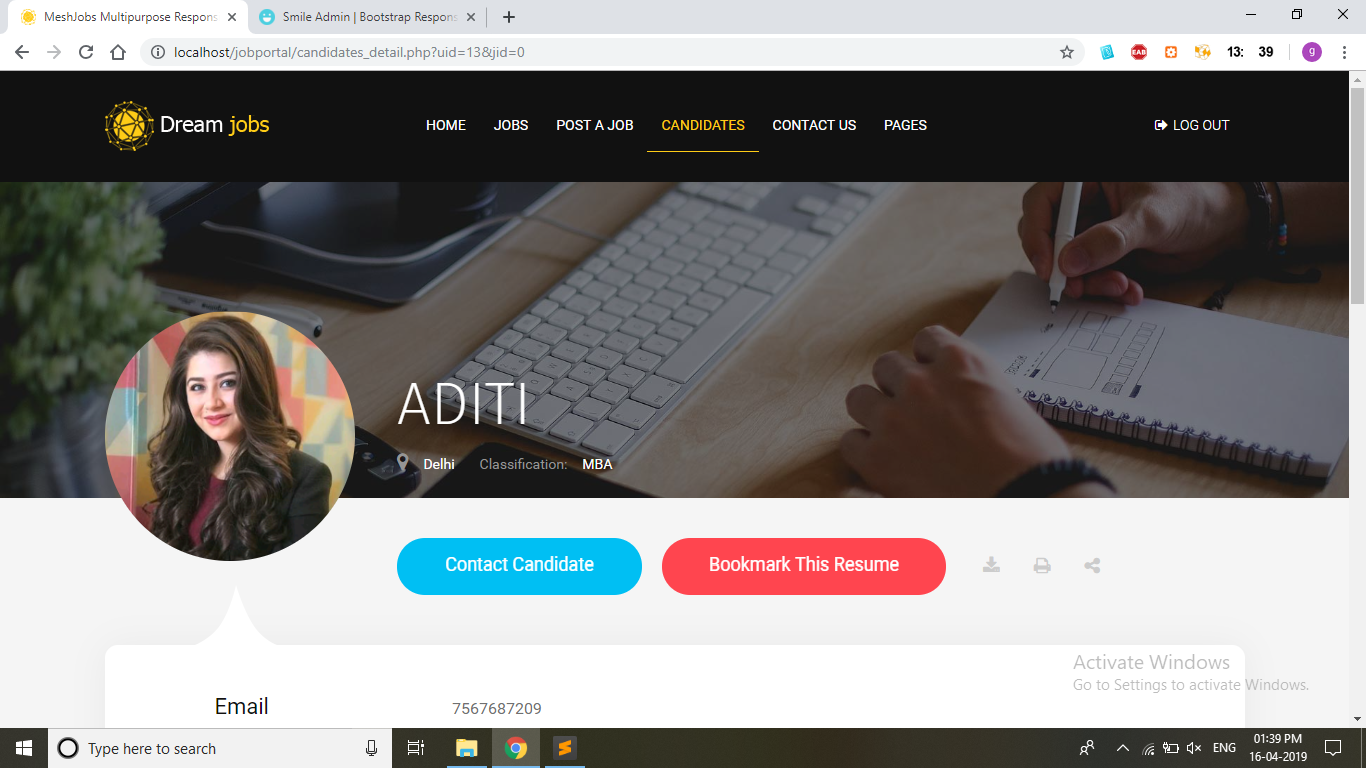 MeshJobs Multipurpose Respons
Smile Admin | Bootstrap Respons
localhost/jobportal/candidates_detail.php?uid=13&jid=0
EAB
13: 39
g
Dream jobs
HOME
JOBS
POST A JOB
CANDIDATES
CONTACT US
PAGES
LOG OUT
ADITI
Delhi Classification: MBA
Contact Candidate
Bookmark This Resume
Activate Windows
Go to Settings to activate Windows.
Email 7567687209
Type here to search
ENG
01:39 PM
16-04-2019